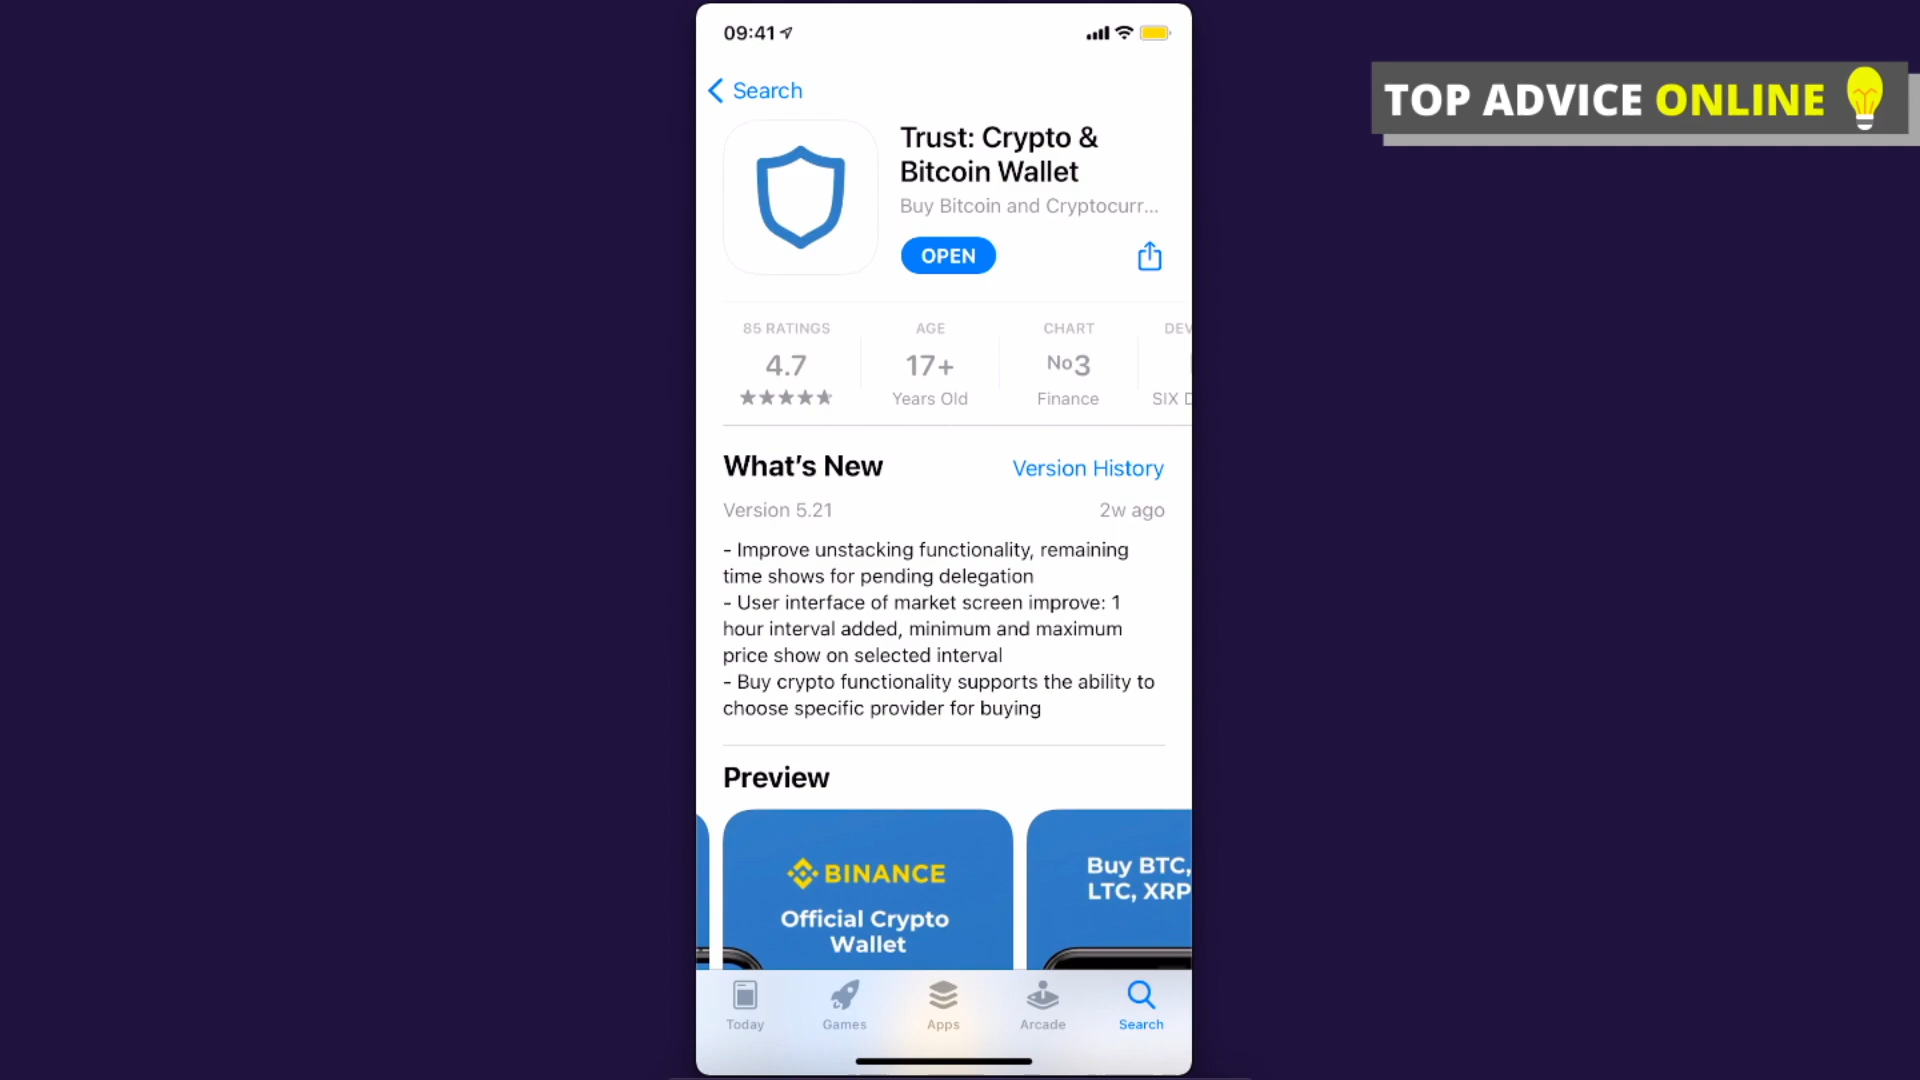 09:41
Search
TOP ADVICE ONLINE
Trust: Crypto &
Bitcoin Wallet
Buy Bitcoin and Cryptocurr...
OPEN
85 RATINGS
4.7
AGE
17+
Years Old
CHART
No3
Finance
DEV
SIX D
What's New
Version History
Version 5.21
2w ago
- Improve unstacking functionality, remaining
time shows for pending delegation
- User interface of market screen improve: 1
hour interval added, minimum and maximum
price show on selected interval
- Buy crypto functionality supports the ability to
choose specific provider for buying
Preview
BINANCE
Official Crypto
Wallet
Buy BTC,
LTC, XRP
Today
Games
Apps
Arcade
Search